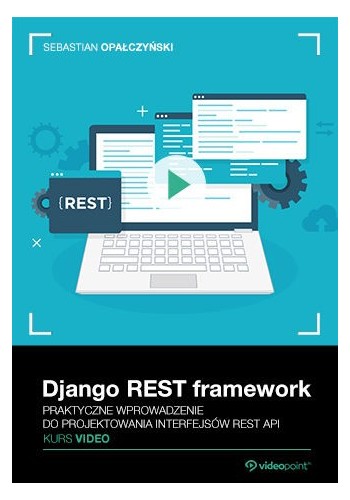 SEBASTIAN OPAŁCZYŃSKI
{REST}
Django REST framework
PRAKTYCZNE WPROWADZENIE
DO PROJEKTOWANIA INTERFEJSÓW REST API
KURS VIDEO
videopoint